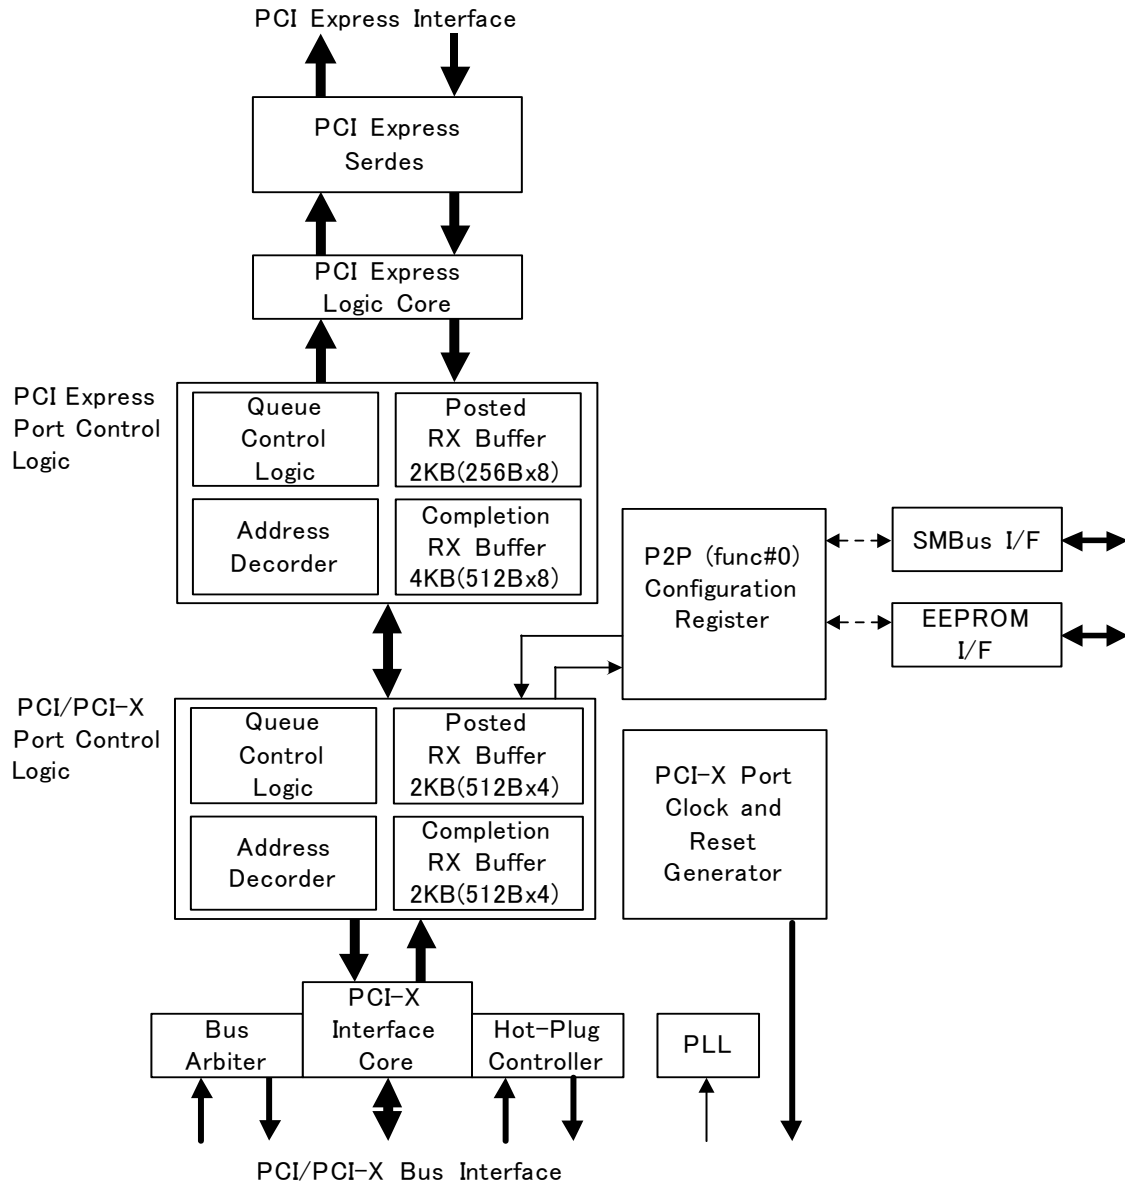 PCI Express Interface
PCI Express
Serdes
PCI Express
Logic Core
PCI Express
Port Control
Logic
Queue
Control
Logic
Posted
RX Buffer
2KB(256Bx8)
Address
Decorder
Completion
RX Buffer
4KB(512Bx8)
P2P (func#0)
Configuration
Register
SMBus I/F
EEPROM
I/F
PCI/PCI-X
Port Control
Logic
Queue
Control
Logic
Posted
RX Buffer
2KB(512Bx4)
Address
Decorder
Completion
RX Buffer
2KB(512Bx4)
PCI-X Port
Clock and
Reset
Generator
Bus
Arbiter
PCI-X
Interface
Core
Hot-Plug
Controller
PLL
PCI/PCI-X Bus Interface